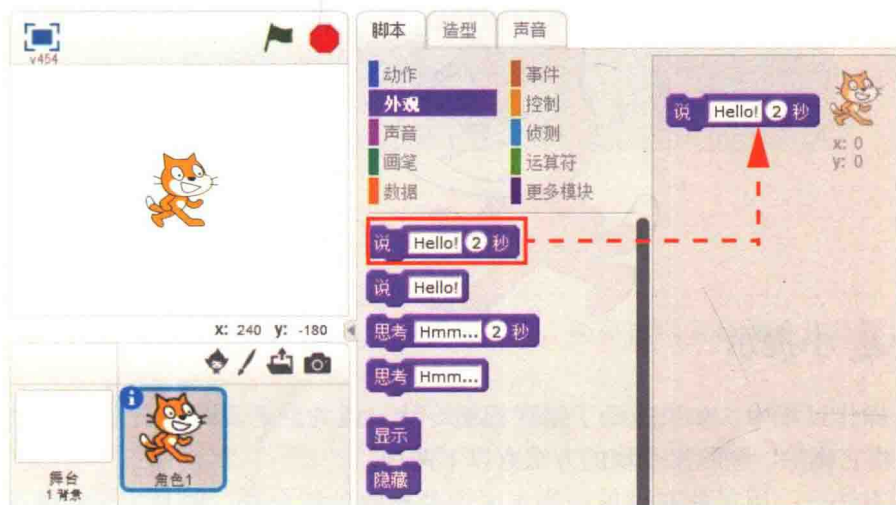 脚本 造型 声音
v454
动作 事件
外观 控制
声音 侦测
画笔 运算符
数据 更多模块
说 Hello! 2 秒
说 Hello!
思考 Hmm... 2 秒
思考 Hmm...
显示
隐藏
说 Hello! 2 秒
x: 0
y: 0
x: 240 y: -180
舞台
1 背景
角色1